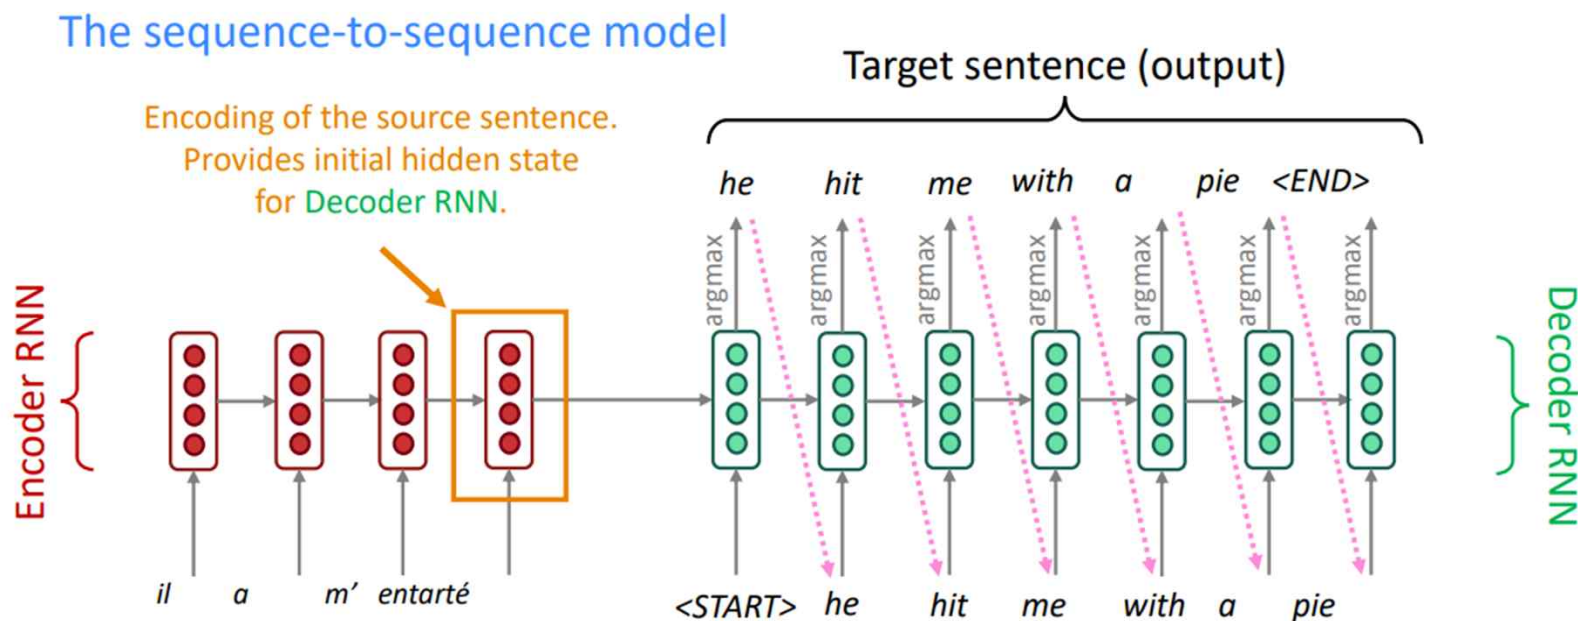 The sequence-to-sequence model
Target sentence (output)
Encoding of the source sentence.
Provides initial hidden state
for Decoder RNN.
he hit me with a pie <END>
argmax argmax argmax argmax argmax argmax argmax
Encoder RNN
Decoder RNN
il a m’ entarté
<START> he hit me with a pie